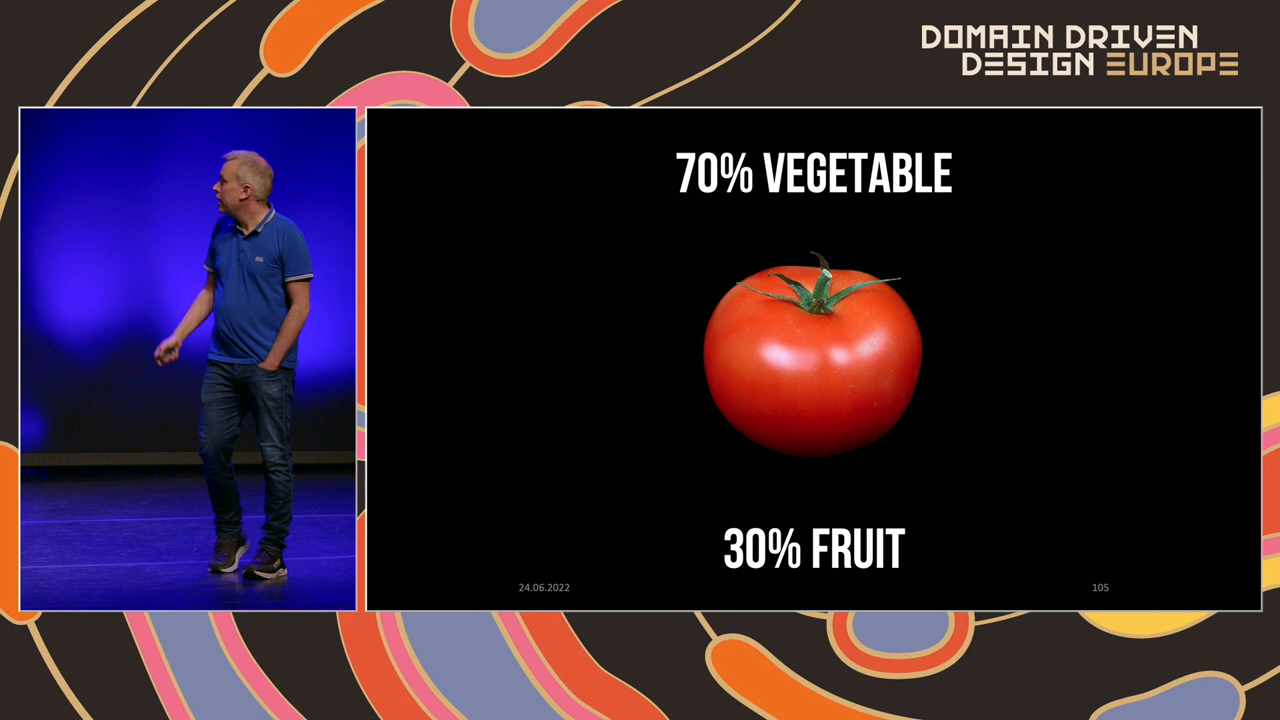 DOMAIN DRIVEN
DESIGN EUROPE
70% VEGETABLE
30% FRUIT
24.06.2022
105